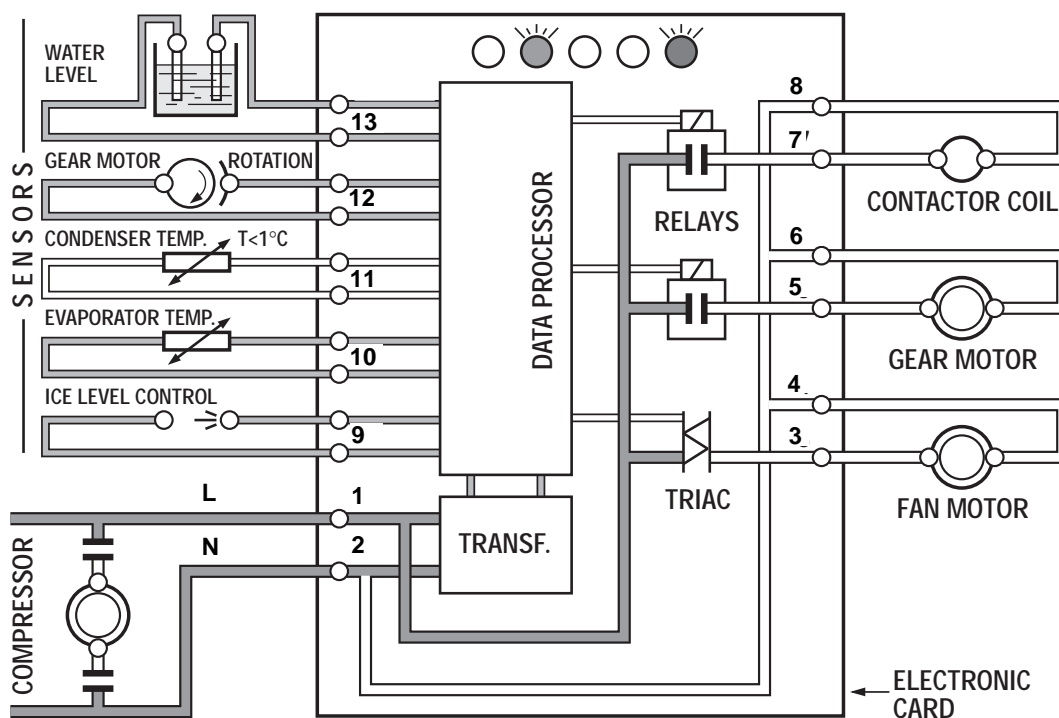 WATER
LEVEL
13
GEAR MOTOR
ROTATION
12
CONDENSER TEMP.
T<1°C
11
EVAPORATOR TEMP.
10
ICE LEVEL CONTROL
9
SENSORS
L
1
N
2
COMPRESSOR
DATA PROCESSOR
TRANSF.
RELAYS
TRIAC
8
7
CONTACTOR COIL
6
5
GEAR MOTOR
4
3
FAN MOTOR
ELECTRONIC
CARD